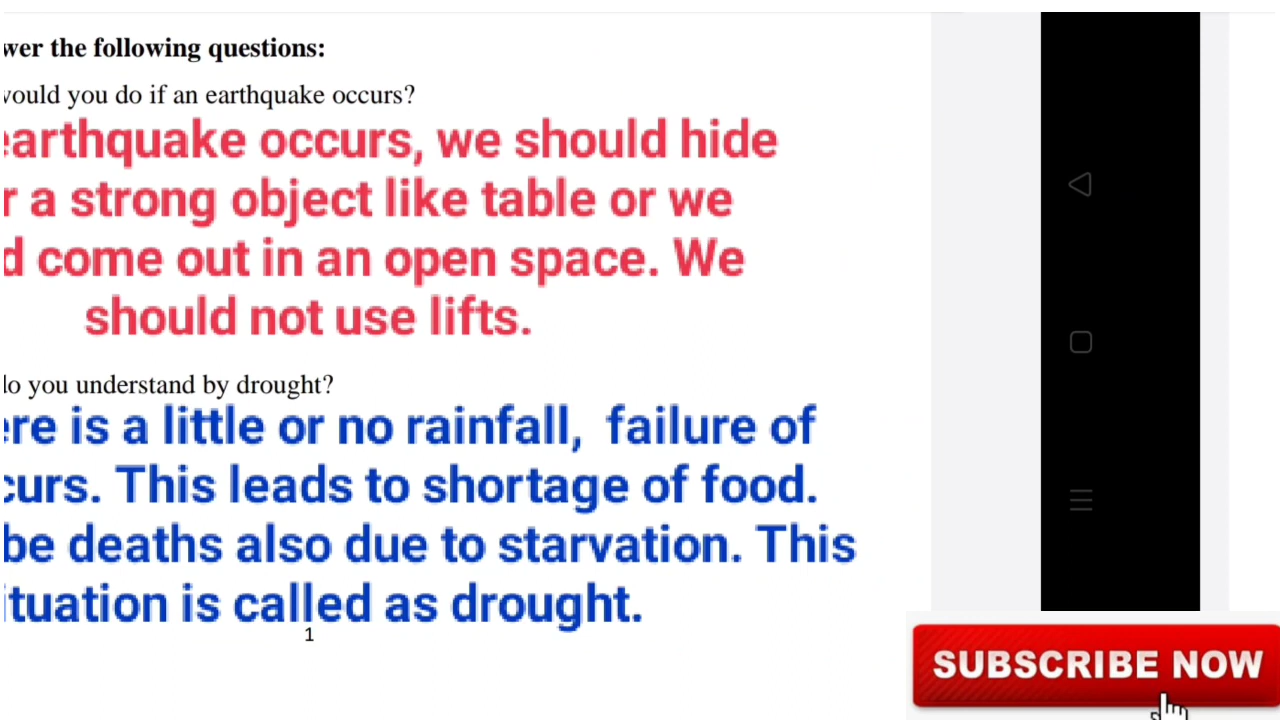 wer the following questions:
would you do if an earthquake occurs?
earthquake occurs, we should hide
r a strong object like table or we
d come out in an open space. We
should not use lifts.
do you understand by drought?
ere is a little or no rainfall, failure of
curs. This leads to shortage of food.
be deaths also due to starvation. This
ituation is called as drought.
1
SUBSCRIBE NOW